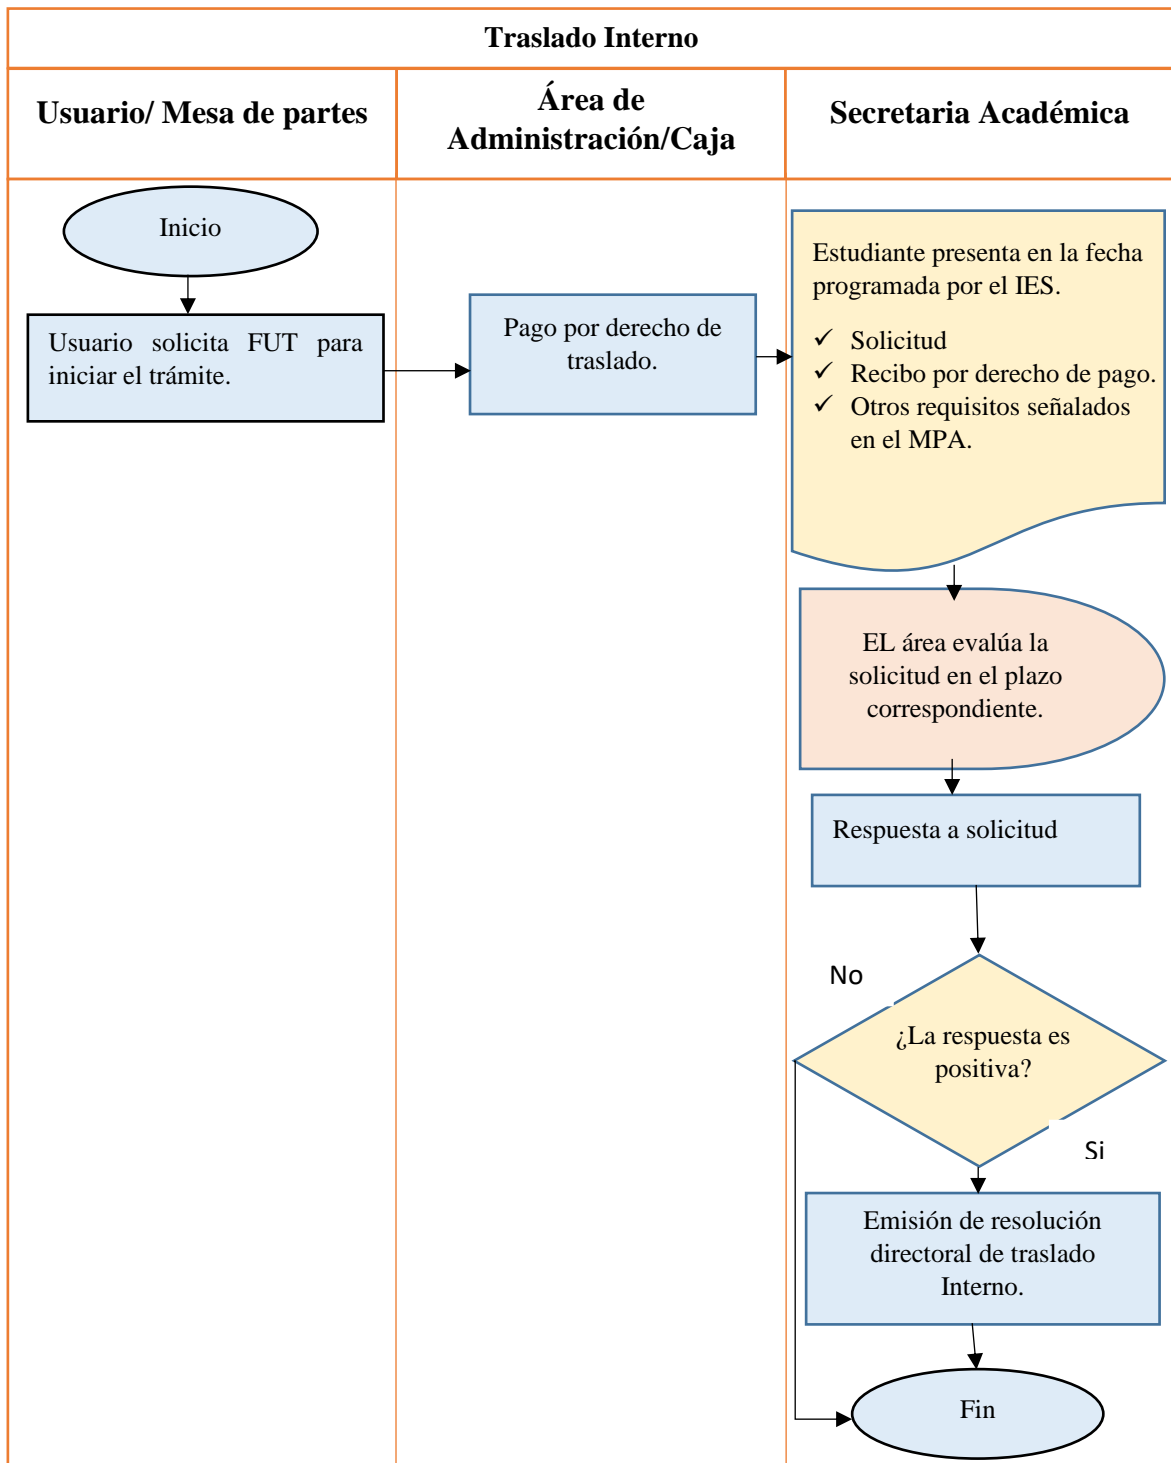 Traslado Interno
Usuario/ Mesa de partes
Área de
Administración/Caja
Secretaria Académica
Inicio
Usuario solicita FUT para
iniciar el trámite.
Pago por derecho de
traslado.
Estudiante presenta en la fecha
programada por el IES.
✓ Solicitud
✓ Recibo por derecho de pago.
✓ Otros requisitos señalados
en el MPA.
EL área evalúa la
solicitud en el plazo
correspondiente.
Respuesta a solicitud
No
¿La respuesta es
positiva?
Si
Emisión de resolución
directoral de traslado
Interno.
Fin